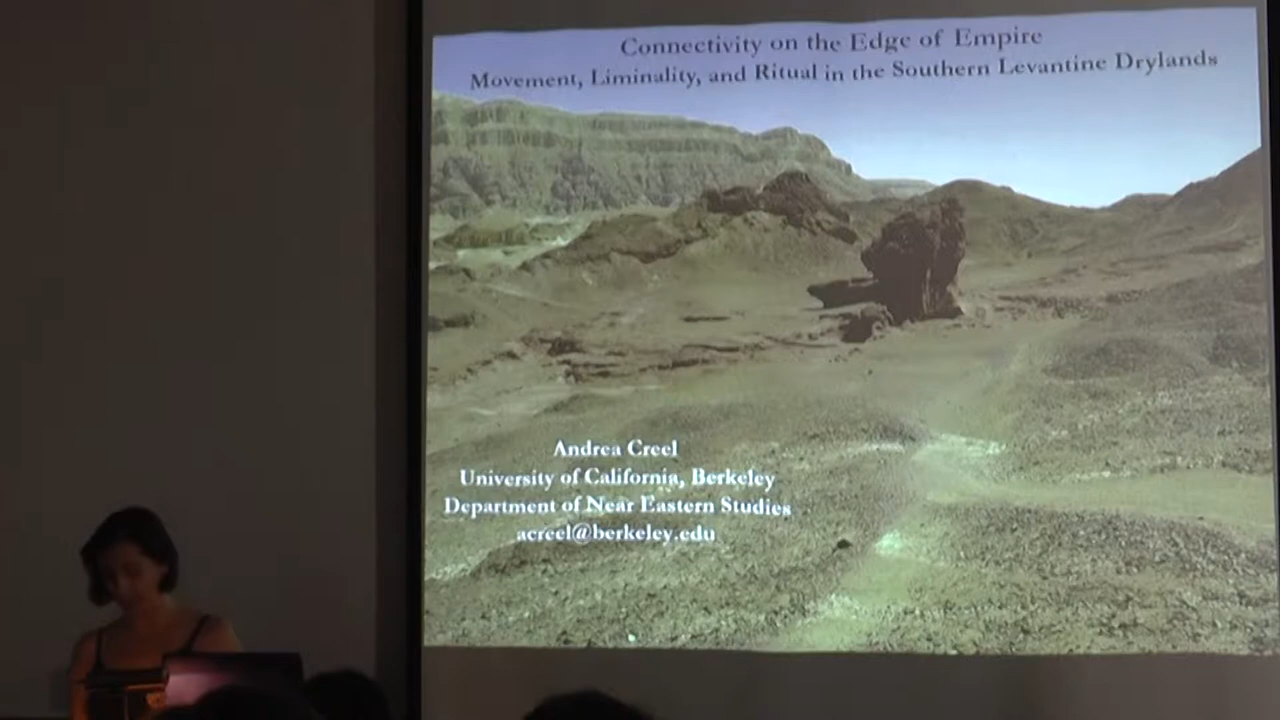 Connectivity on the Edge of Empire
Movement, Liminality, and Ritual in the Southern Levantine Drylands
Andrea Creel
University of California, Berkeley
Department of Near Eastern Studies
acreel@berkeley.edu